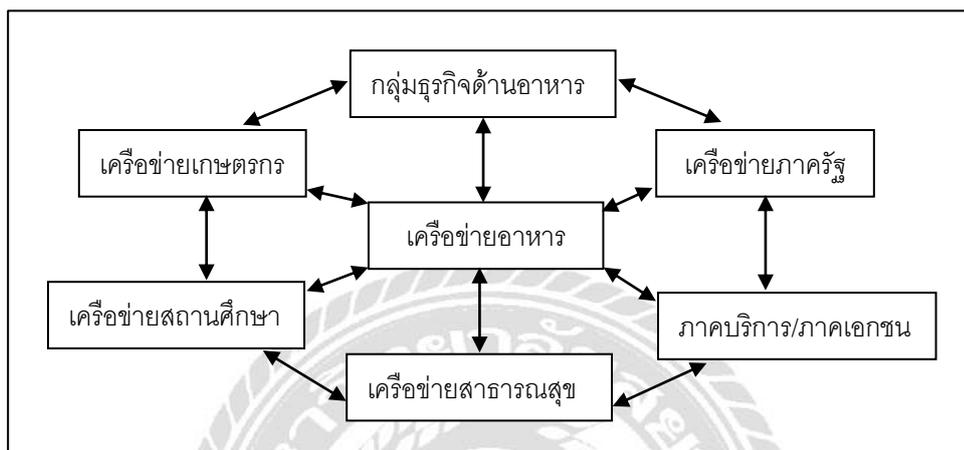 กลุ่มธุรกิจด้านอาหาร
เครือข่ายเกษตรกร
เครือข่ายภาครัฐ
เครือข่ายอาหาร
เครือข่ายสถานศึกษา
ภาคบริการ/ภาคเอกชน
เครือข่ายสาธารณสุข